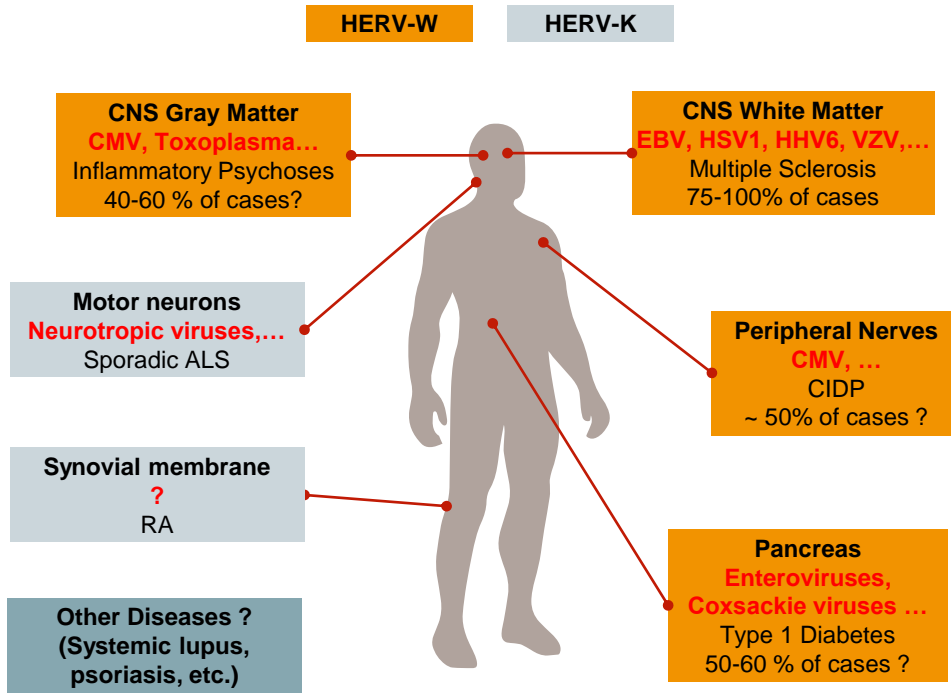 HERV-W
HERV-K
CNS Gray Matter
CMV, Toxoplasma...
Inflammatory Psychoses
40-60 % of cases?
CNS White Matter
EBV, HSV1, HHV6, VZV,...
Multiple Sclerosis
75-100% of cases
Motor neurons
Neurotropic viruses,...
Sporadic ALS
Peripheral Nerves
CMV, ...
CIDP
~ 50% of cases ?
Synovial membrane
?
RA
Pancreas
Enteroviruses,
Coxsackie viruses ...
Type 1 Diabetes
50-60 % of cases ?
Other Diseases ?
(Systemic lupus,
psoriasis, etc.)